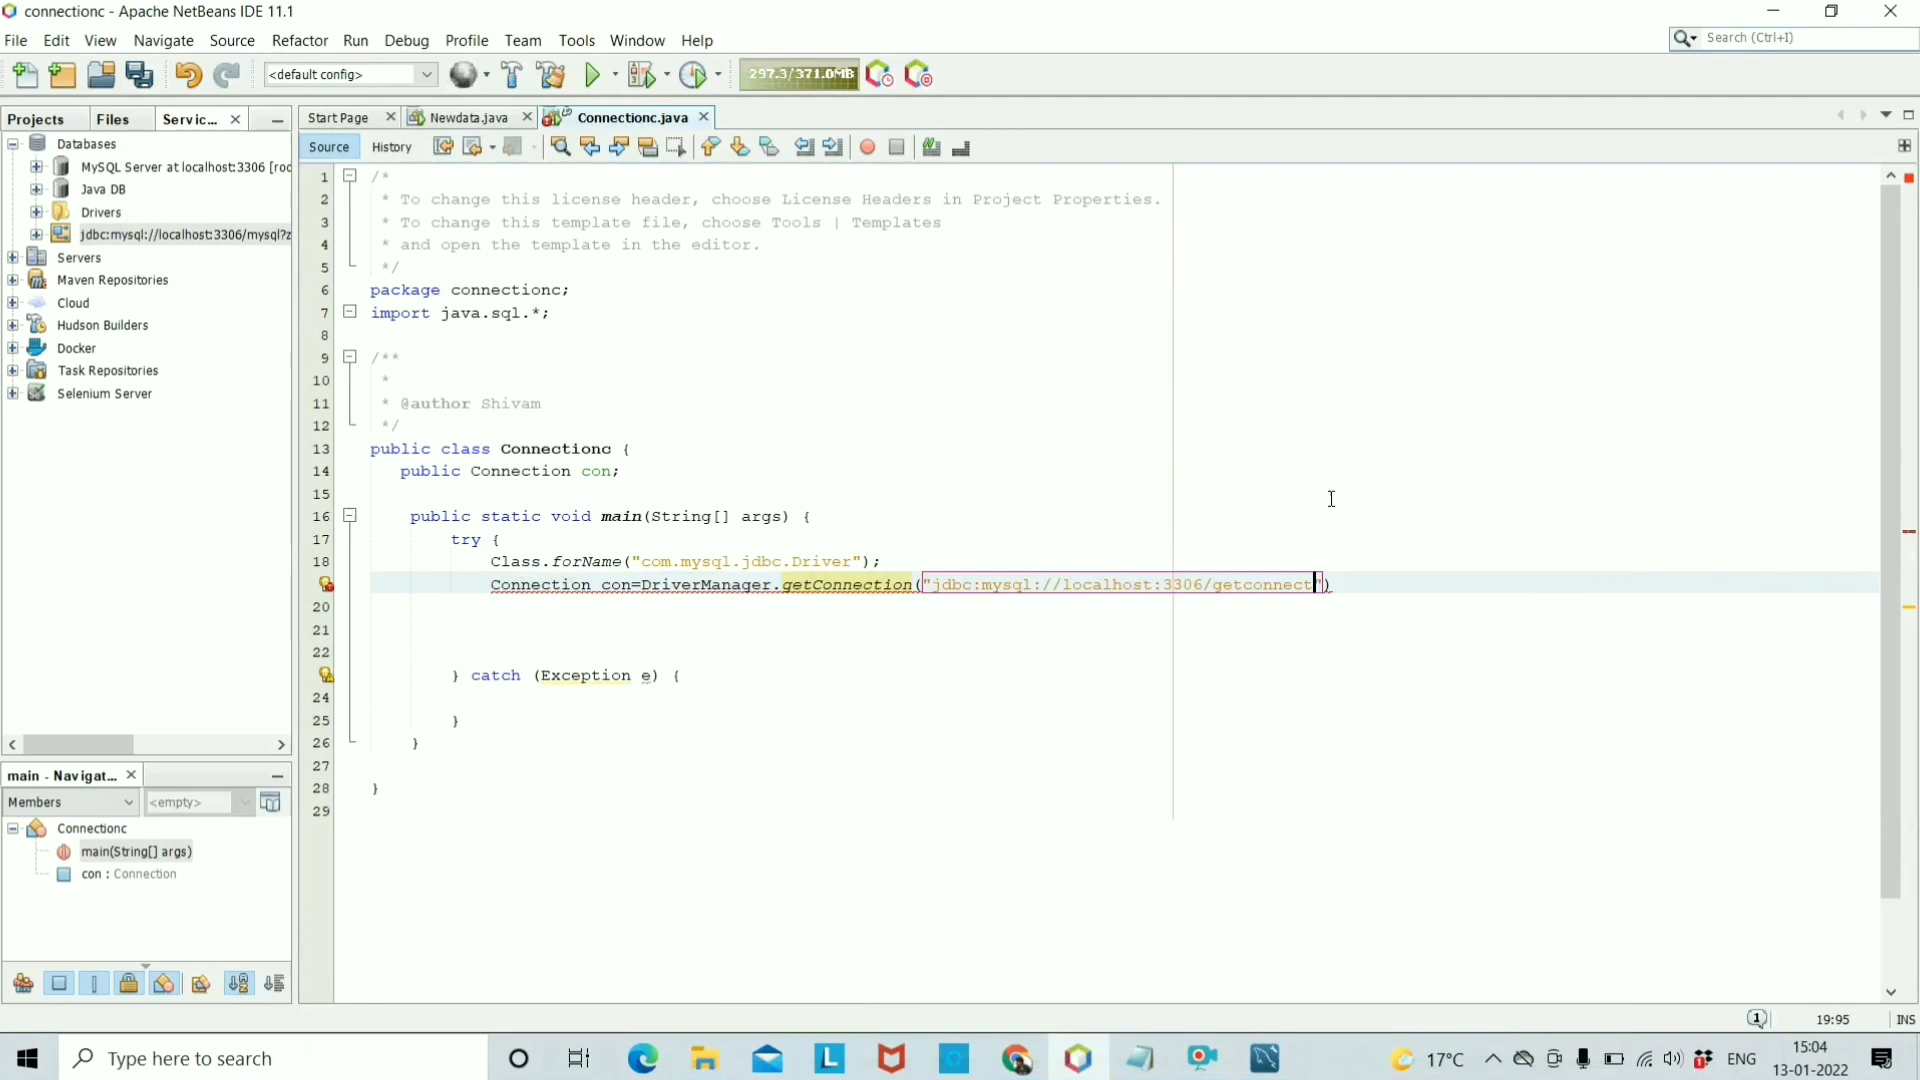 connectionc - Apache NetBeans IDE 11.1
File Edit View Navigate Source Refactor Run Debug Profile Team Tools Window Help
Search (Ctrl+I)
<default config>
297.3/371.0MB
Projects Files Servic...
Start Page Newdata.java Connectionc.java
Source History
Databases
MySQL Server at localhost:3306 [roo
Java DB
Drivers
jdbc:mysql://localhost:3306/mysql?z
Servers
Maven Repositories
Cloud
Hudson Builders
Docker
Task Repositories
Selenium Server
1 /*
2 * To change this license header, choose License Headers in Project Properties.
3 * To change this template file, choose Tools | Templates
4 * and open the template in the editor.
5 */
6 package connectionc;
7 import java.sql.*;
8
9 /**
10 *
11 * @author Shivam
12 */
13 public class Connectionc {
14 public Connection con;
15
16 public static void main(String[] args) {
17 try {
18 Class.forName("com.mysql.jdbc.Driver");
Connection con=DriverManager.getConnection("jdbc:mysql://localhost:3306/getconnect")
20
21
22
} catch (Exception e) {
24
25 }
26 }
27
28 }
29
main - Navigat...
Members <empty>
Connectionc
main(String[] args)
con : Connection
1 19:95 INS
Type here to search
L
17°C
ENG
15:04
13-01-2022